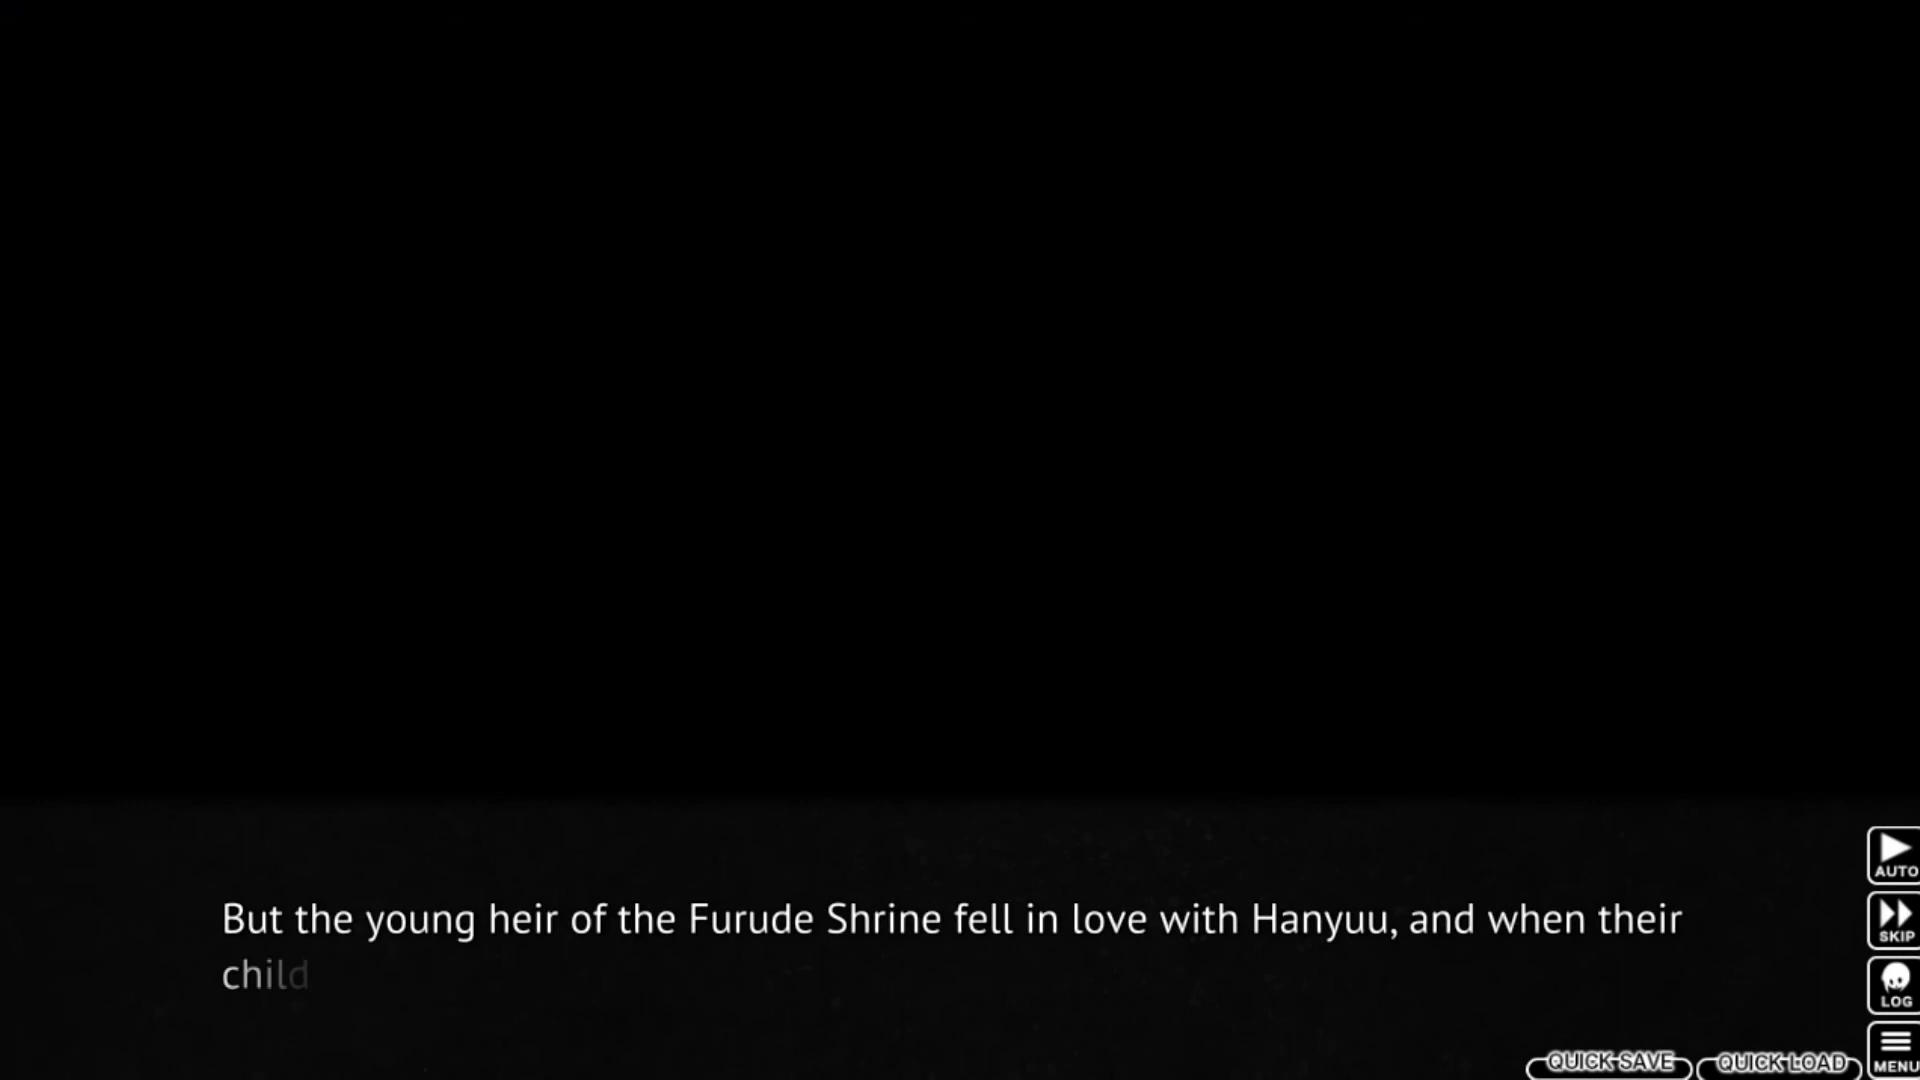 But the young heir of the Furude Shrine fell in love with Hanyuu, and when their
child
AUTO
SKIP
LOG
MENU
QUICK SAVE
QUICK LOAD